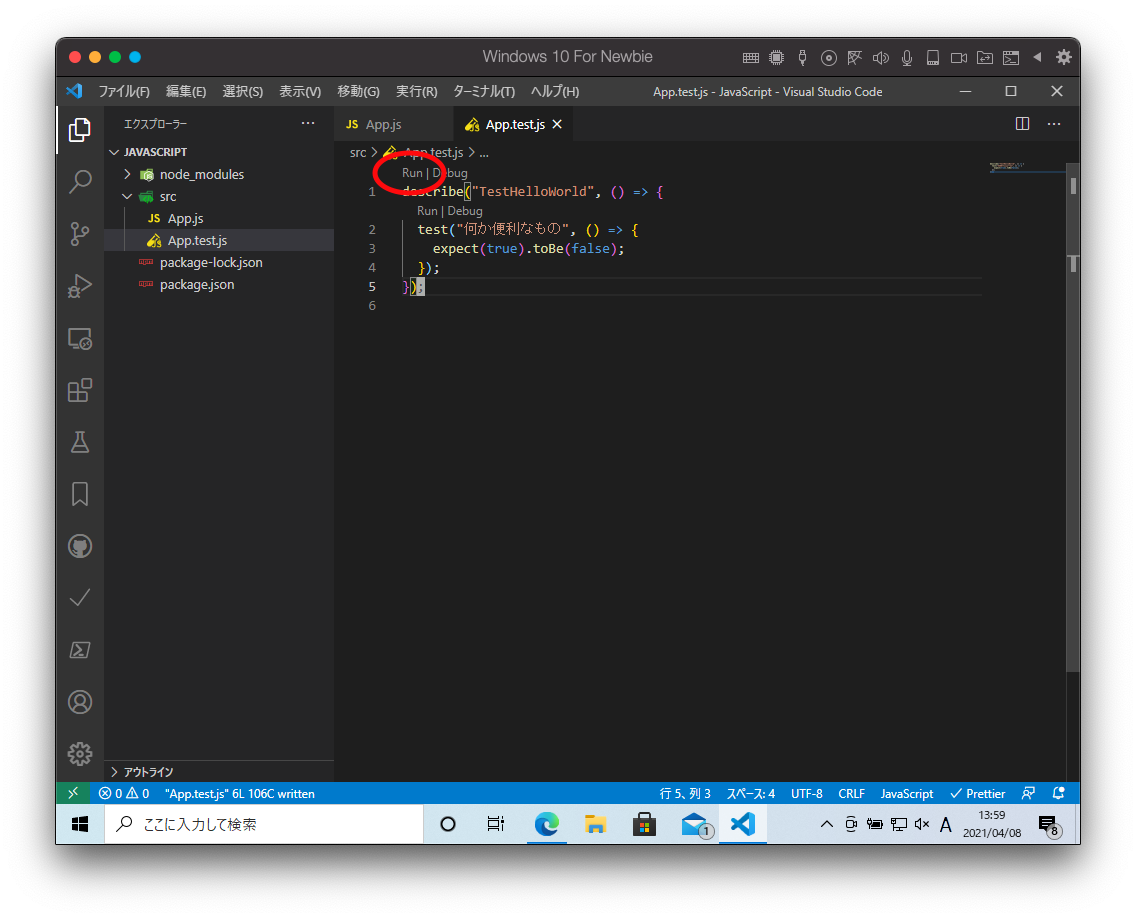 Windows 10 For Newbie
ファイル(F) 編集(E) 選択(S) 表示(V) 移動(G) 実行(R) ターミナル(T) ヘルプ(H) App.test.js - JavaScript - Visual Studio Code
エクスプローラー
JAVASCRIPT
node_modules
src
JS App.js
App.test.js
package-lock.json
package.json
アウトライン
JS App.js App.test.js
src > App.test.js > ...
Run | Debug
1 describe("TestHelloWorld", () => {
Run | Debug
2 test("何か便利なもの", () => {
3 expect(true).toBe(false);
4 });
5 });
6
0 0 "App.test.js" 6L 106C written 行 5、列 3 スペース: 4 UTF-8 CRLF JavaScript Prettier
ここに入力して検索 1 A 13:59
2021/04/08 8